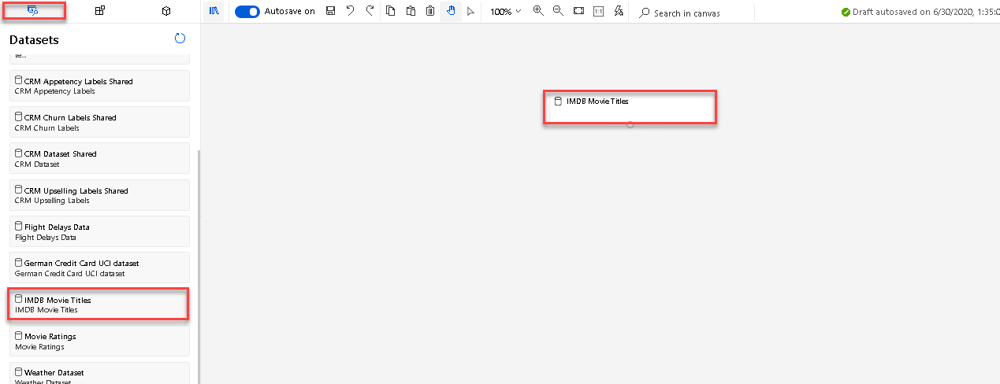 Autosave on
100%
1:1
Search in canvas
Draft autosaved on 6/30/2020, 1:35:0
Datasets
CRM Appetency Labels Shared
CRM Appetency Labels
CRM Churn Labels Shared
CRM Churn Labels
CRM Dataset Shared
CRM Dataset
CRM Upselling Labels Shared
CRM Upselling Labels
Flight Delays Data
Flight Delays Data
German Credit Card UCI dataset
German Credit Card UCI dataset
IMDB Movie Titles
IMDB Movie Titles
Movie Ratings
Movie Ratings
Weather Dataset
Weather Dataset
IMDB Movie Titles